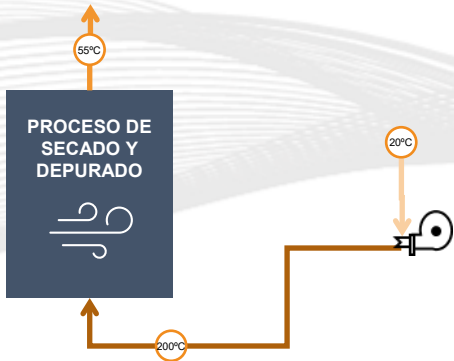 55ºC
PROCESO DE
SECADO Y
DEPURADO
20ºC
200ºC